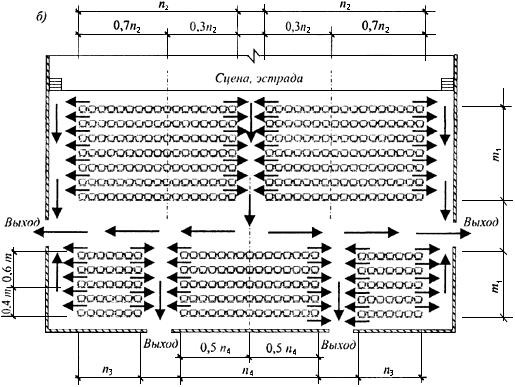 б)
n₂ n₂
0,7n₂ 0,3n₂ 0,3n₂ 0,7n₂
Сцена, эстрада
m₁
Выход Выход
0,4 m₁ 0,6 m m₁
Выход Выход
0,5 n₄ 0,5 n₄
n₃ n₄ n₃